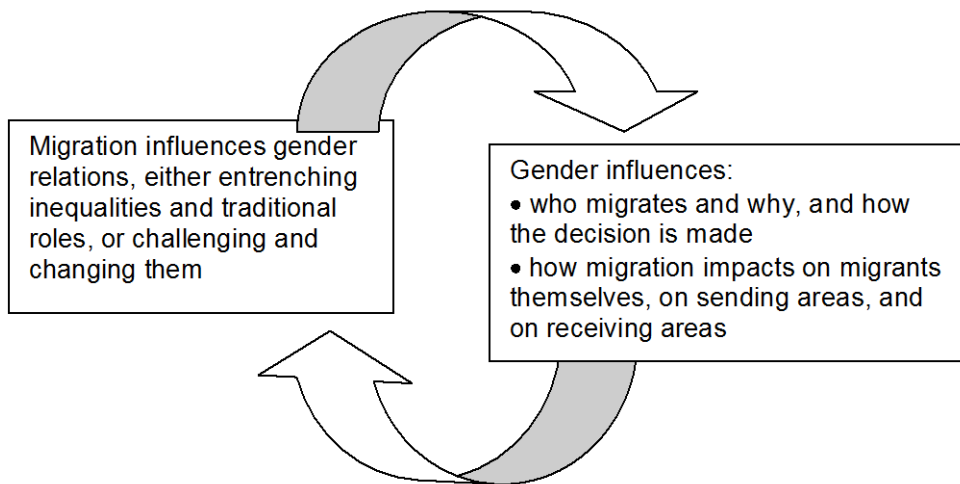 Migration influences gender
relations, either entrenching
inequalities and traditional
roles, or challenging and
changing them
Gender influences:
• who migrates and why, and how
the decision is made
• how migration impacts on migrants
themselves, on sending areas, and
on receiving areas